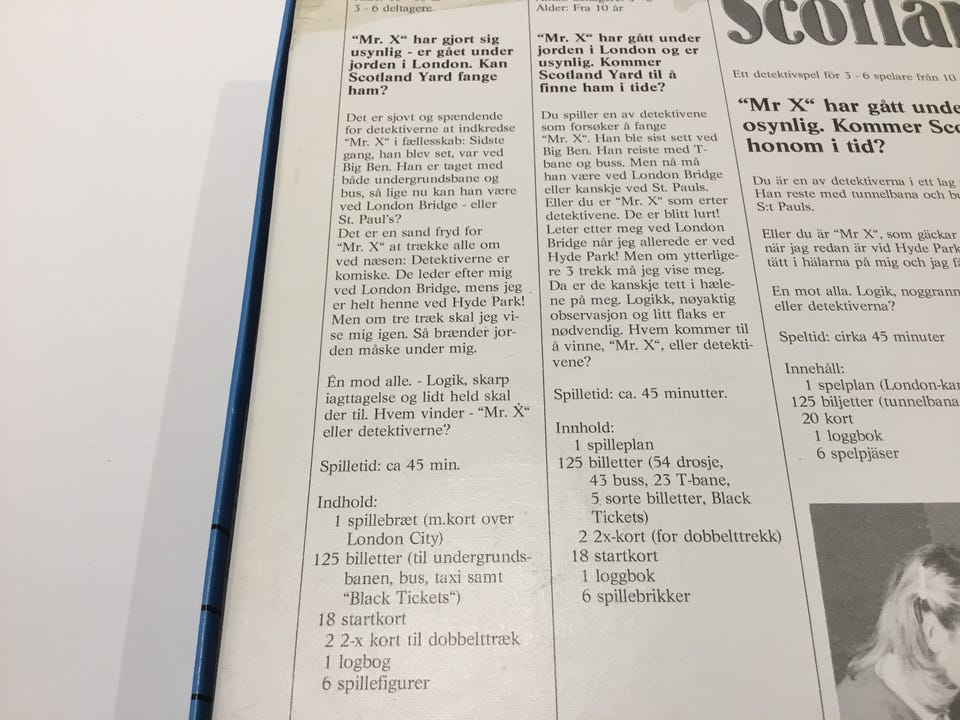 3 - 6 deltagere
“Mr. X“ har gjort sig
usynlig - er gået under
jorden i London. Kan
Scotland Yard fange
ham?
Det er sjovt og spændende
for detektiverne at indkredse
“Mr. X“ i fællesskab: Sidste
gang, han blev set, var ved
Big Ben. Han er taget med
både undergrundsbane og
bus, så lige nu kan han være
ved London Bridge - eller
St. Paul's?
Det er en sand fryd for
“Mr. X“ at trække alle om
ved næsen: Detektiverne er
komiske. De leder efter mig
ved London Bridge, mens jeg
er helt henne ved Hyde Park!
Men om tre træk skal jeg vi-
se mig igen. Så brænder jor-
den måske under mig.
Én mod alle. - Logik, skarp
iagttagelse og lidt held skal
der til. Hvem vinder - “Mr. X“
eller detektiverne?
Spilletid: ca 45 min.
Indhold:
1 spillebræt (m.kort over
London City)
125 billetter (til undergrunds-
banen, bus, taxi samt
“Black Tickets“)
18 startkort
2 2-x kort til dobbelttræk
1 logbog
6 spillefigurer
Alder: Fra 10 år
“Mr. X“ har gått under
jorden i London og er
usynlig. Kommer
Scotland Yard til å
finne ham i tide?
Du spiller en av detektivene
som forsøker å fange
“Mr. X“. Han ble sist sett ved
Big Ben. Han reiste med T-
bane og buss. Men nå må
han være ved London Bridge
eller kanskje ved St. Pauls.
Eller du er “Mr. X“ som erter
detektivene. De er blitt lurt!
Leter etter meg ved London
Bridge når jeg allerede er ved
Hyde Park! Men om ytterlige-
re 3 trekk må jeg vise meg.
Da er de kanskje tett i hæle-
ne på meg. Logikk, nøyaktig
observasjon og litt flaks er
nødvendig. Hvem kommer til
å vinne, “Mr. X“, eller detekti-
vene?
Spilletid: ca. 45 minutter.
Innhold:
1 spilleplan
125 billetter (54 drosje,
43 buss, 23 T-bane,
5 sorte billetter, Black
Tickets)
2 2x-kort (for dobbelttrekk)
18 startkort
1 loggbok
6 spillebrikker
Ett detektivspel för 3 - 6 spelare från 10
“Mr X“ har gått unde
osynlig. Kommer Sco
honom i tid?
Du är en av detektiverna i ett lag
Han reste med tunnelbana och bu
S:t Pauls.
Eller du är “Mr X“, som gäckar
när jag redan är vid Hyde Park
tätt i hälarna på mig och jag få
En mot alla. Logik, noggrann
eller detektiverna?
Speltid: cirka 45 minuter
Innehåll:
1 spelplan (London-kar
125 biljetter (tunnelbana
20 kort
1 loggbok
6 spelpjäser